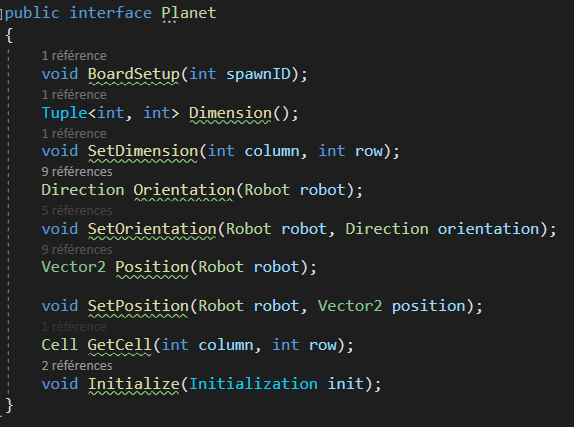 public interface Planet
{
1 référence
void BoardSetup(int spawnID);
1 référence
Tuple<int, int> Dimension();
1 référence
void SetDimension(int column, int row);
9 références
Direction Orientation(Robot robot);
5 références
void SetOrientation(Robot robot, Direction orientation);
9 références
Vector2 Position(Robot robot);
void SetPosition(Robot robot, Vector2 position);
1 référence
Cell GetCell(int column, int row);
2 références
void Initialize(Initialization init);
}